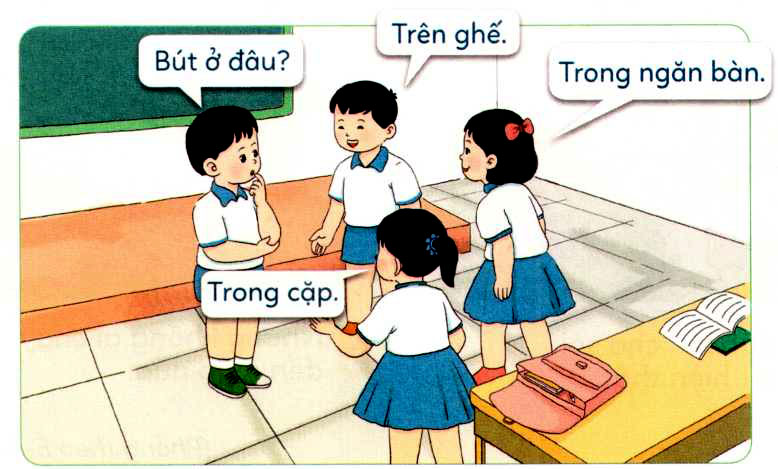 Bút ở đâu?
Trên ghế.
Trong ngăn bàn.
Trong cặp.